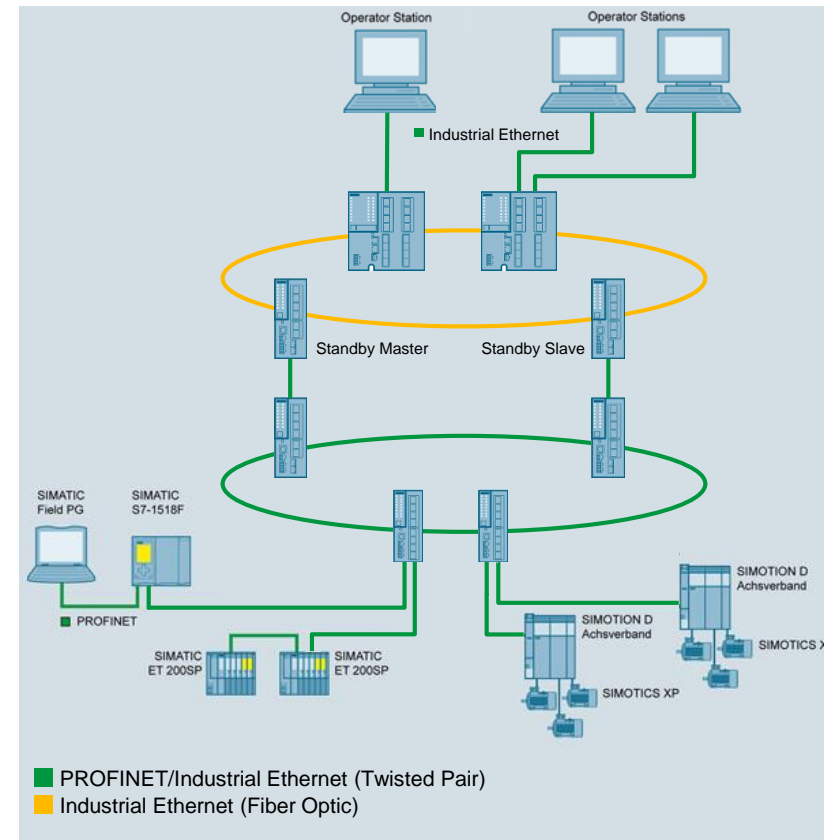 Operator Station
Operator Stations
Industrial Ethernet
Standby Master
Standby Slave
SIMATIC
Field PG
SIMATIC
S7-1518F
PROFINET
SIMATIC
ET 200SP
SIMATIC
ET 200SP
SIMOTION D
Achsverband
SIMOTICS XP
SIMOTION D
Achsverband
SIMOTICS X
PROFINET/Industrial Ethernet (Twisted Pair)
Industrial Ethernet (Fiber Optic)